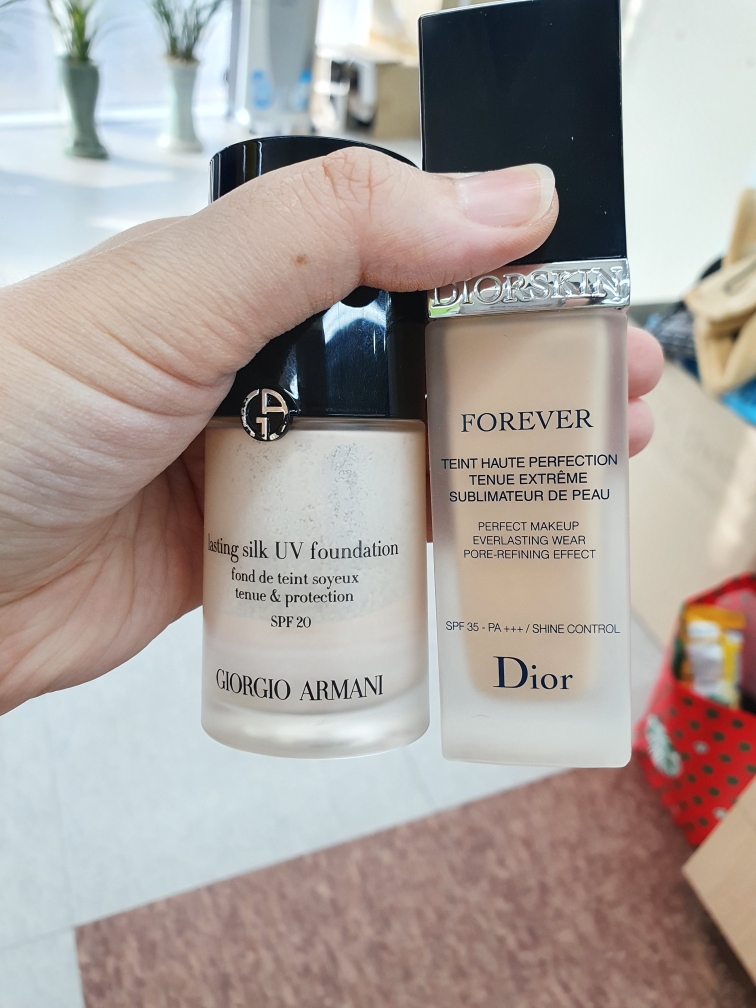 lasting silk UV foundation
fond de teint soyeux
tenue & protection
SPF 20
GIORGIO ARMANI
DIORSKIN
FOREVER
TEINT HAUTE PERFECTION
TENUE EXTRÊME
SUBLIMATEUR DE PEAU
PERFECT MAKEUP
EVERLASTING WEAR
PORE-REFINING EFFECT
SPF 35 - PA +++ / SHINE CONTROL
Dior